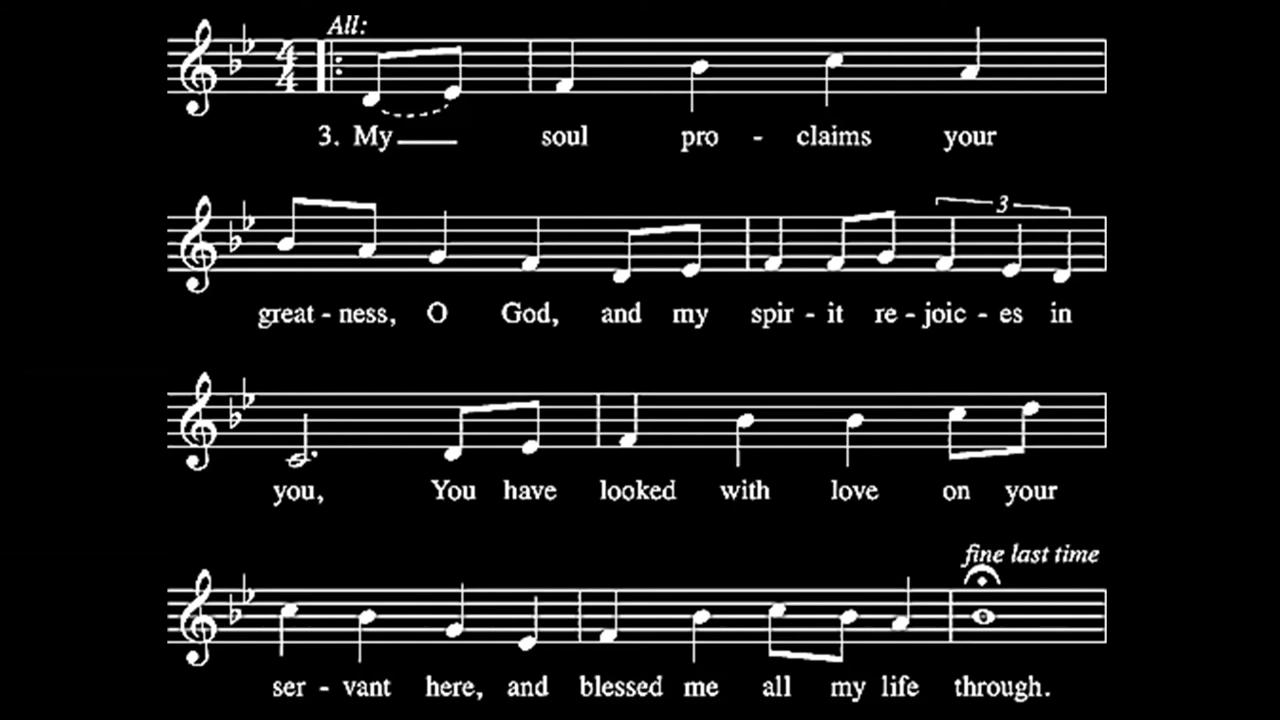 All:
3. My soul pro - claims your
3
great - ness, O God, and my spir - it re - joic - es in
you, You have looked with love on your
fine last time
ser - vant here, and blessed me all my life through.